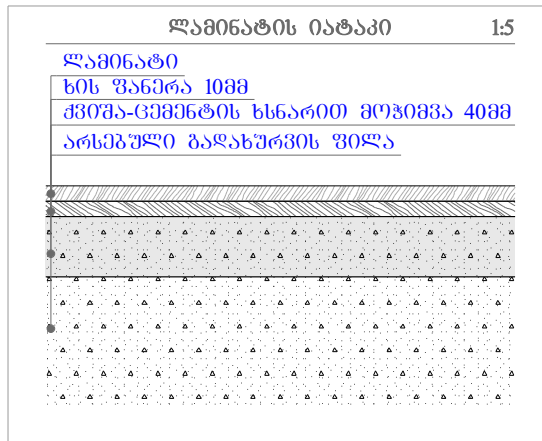 ლამინატის იატაკი 1:5
ლამინატი
ხის ფანერა 10მმ
ქვიშა-ცემენტის ხსნარით მოჭიმვა 40მმ
არსებული გადახურვის ფილა